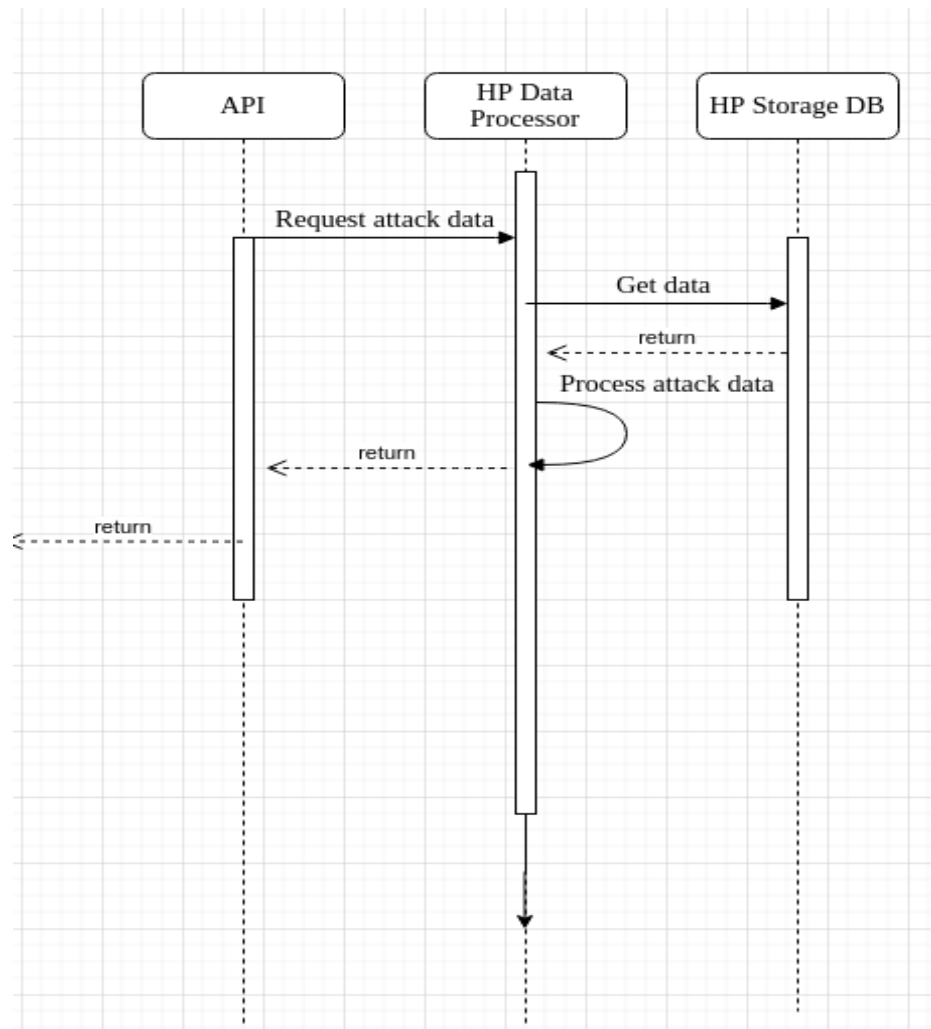 API
HP Data
Processor
HP Storage DB
Request attack data
Get data
return
Process attack data
return
return